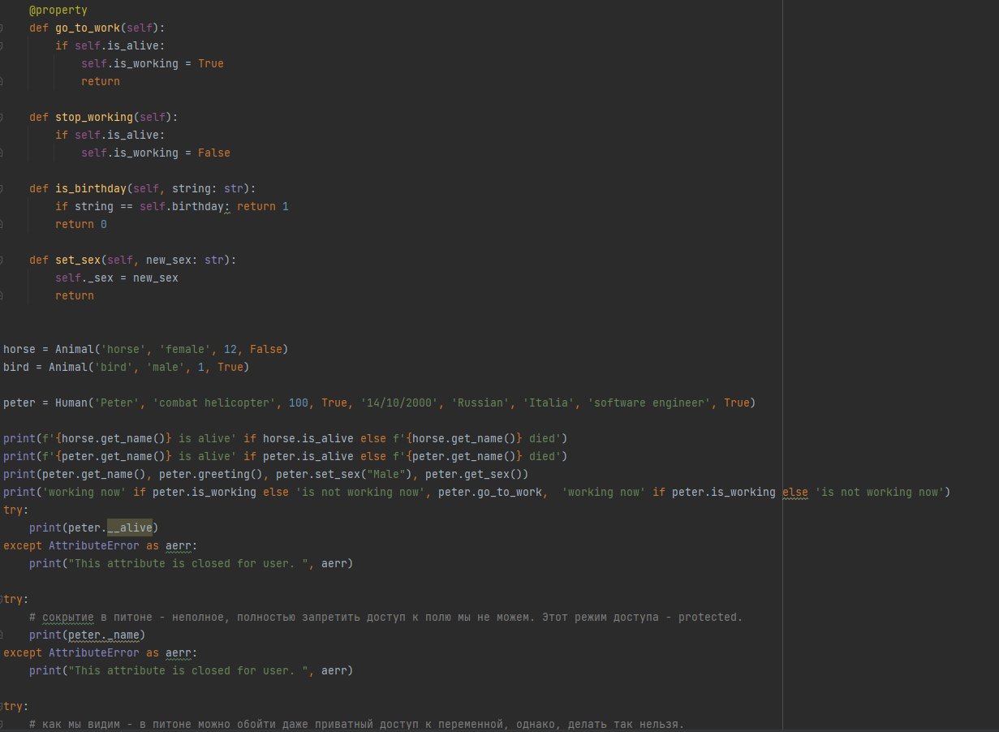 @property
def go_to_work(self):
if self.is_alive:
self.is_working = True
return
def stop_working(self):
if self.is_alive:
self.is_working = False
def is_birthday(self, string: str):
if string == self.birthday: return 1
return 0
def set_sex(self, new_sex: str):
self._sex = new_sex
return
horse = Animal('horse', 'female', 12, False)
bird = Animal('bird', 'male', 1, True)
peter = Human('Peter', 'combat helicopter', 100, True, '14/10/2000', 'Russian', 'Italia', 'software engineer', True)
print(f'{horse.get_name()} is alive' if horse.is_alive else f'{horse.get_name()} died')
print(f'{peter.get_name()} is alive' if peter.is_alive else f'{peter.get_name()} died')
print(peter.get_name(), peter.greeting(), peter.set_sex("Male"), peter.get_sex())
print('working now' if peter.is_working else 'is not working now', peter.go_to_work,  'working now' if peter.is_working else 'is not working now')
try:
print(peter.__alive)
except AttributeError as aerr:
print("This attribute is closed for user. ", aerr)
try:
# сокрытие в питоне - неполное, полностью запретить доступ к полю мы не можем. Этот режим доступа - protected.
print(peter._name)
except AttributeError as aerr:
print("This attribute is closed for user. ", aerr)
try:
# как мы видим - в питоне можно обойти даже приватный доступ к переменной, однако, делать так нельзя.